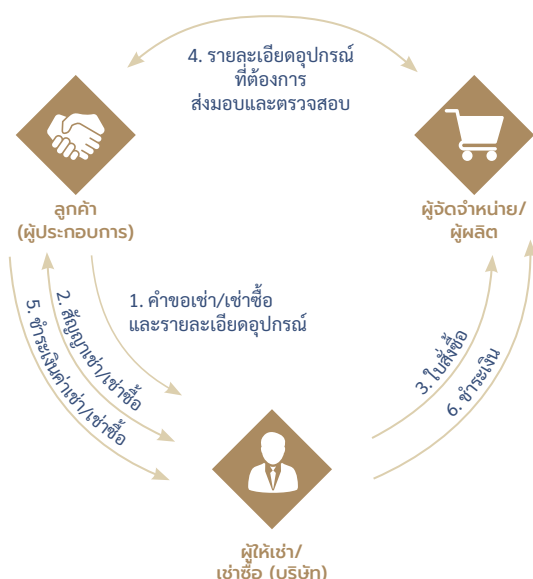 4. รายละเอียดอุปกรณ์
ที่ต้องการ
ส่งมอบและตรวจสอบ
ลูกค้า
(ผู้ประกอบการ)
ผู้จัดจำหน่าย/
ผู้ผลิต
1. คำขอเช่า/เช่าซื้อ
และรายละเอียดอุปกรณ์
2. สัญญาเช่า/เช่าซื้อ
5. ชำระเงินค่าเช่า/เช่าซื้อ
3. ใบสั่งซื้อ
6. ชำระเงิน
ผู้ให้เช่า/
เช่าซื้อ (บริษัท)